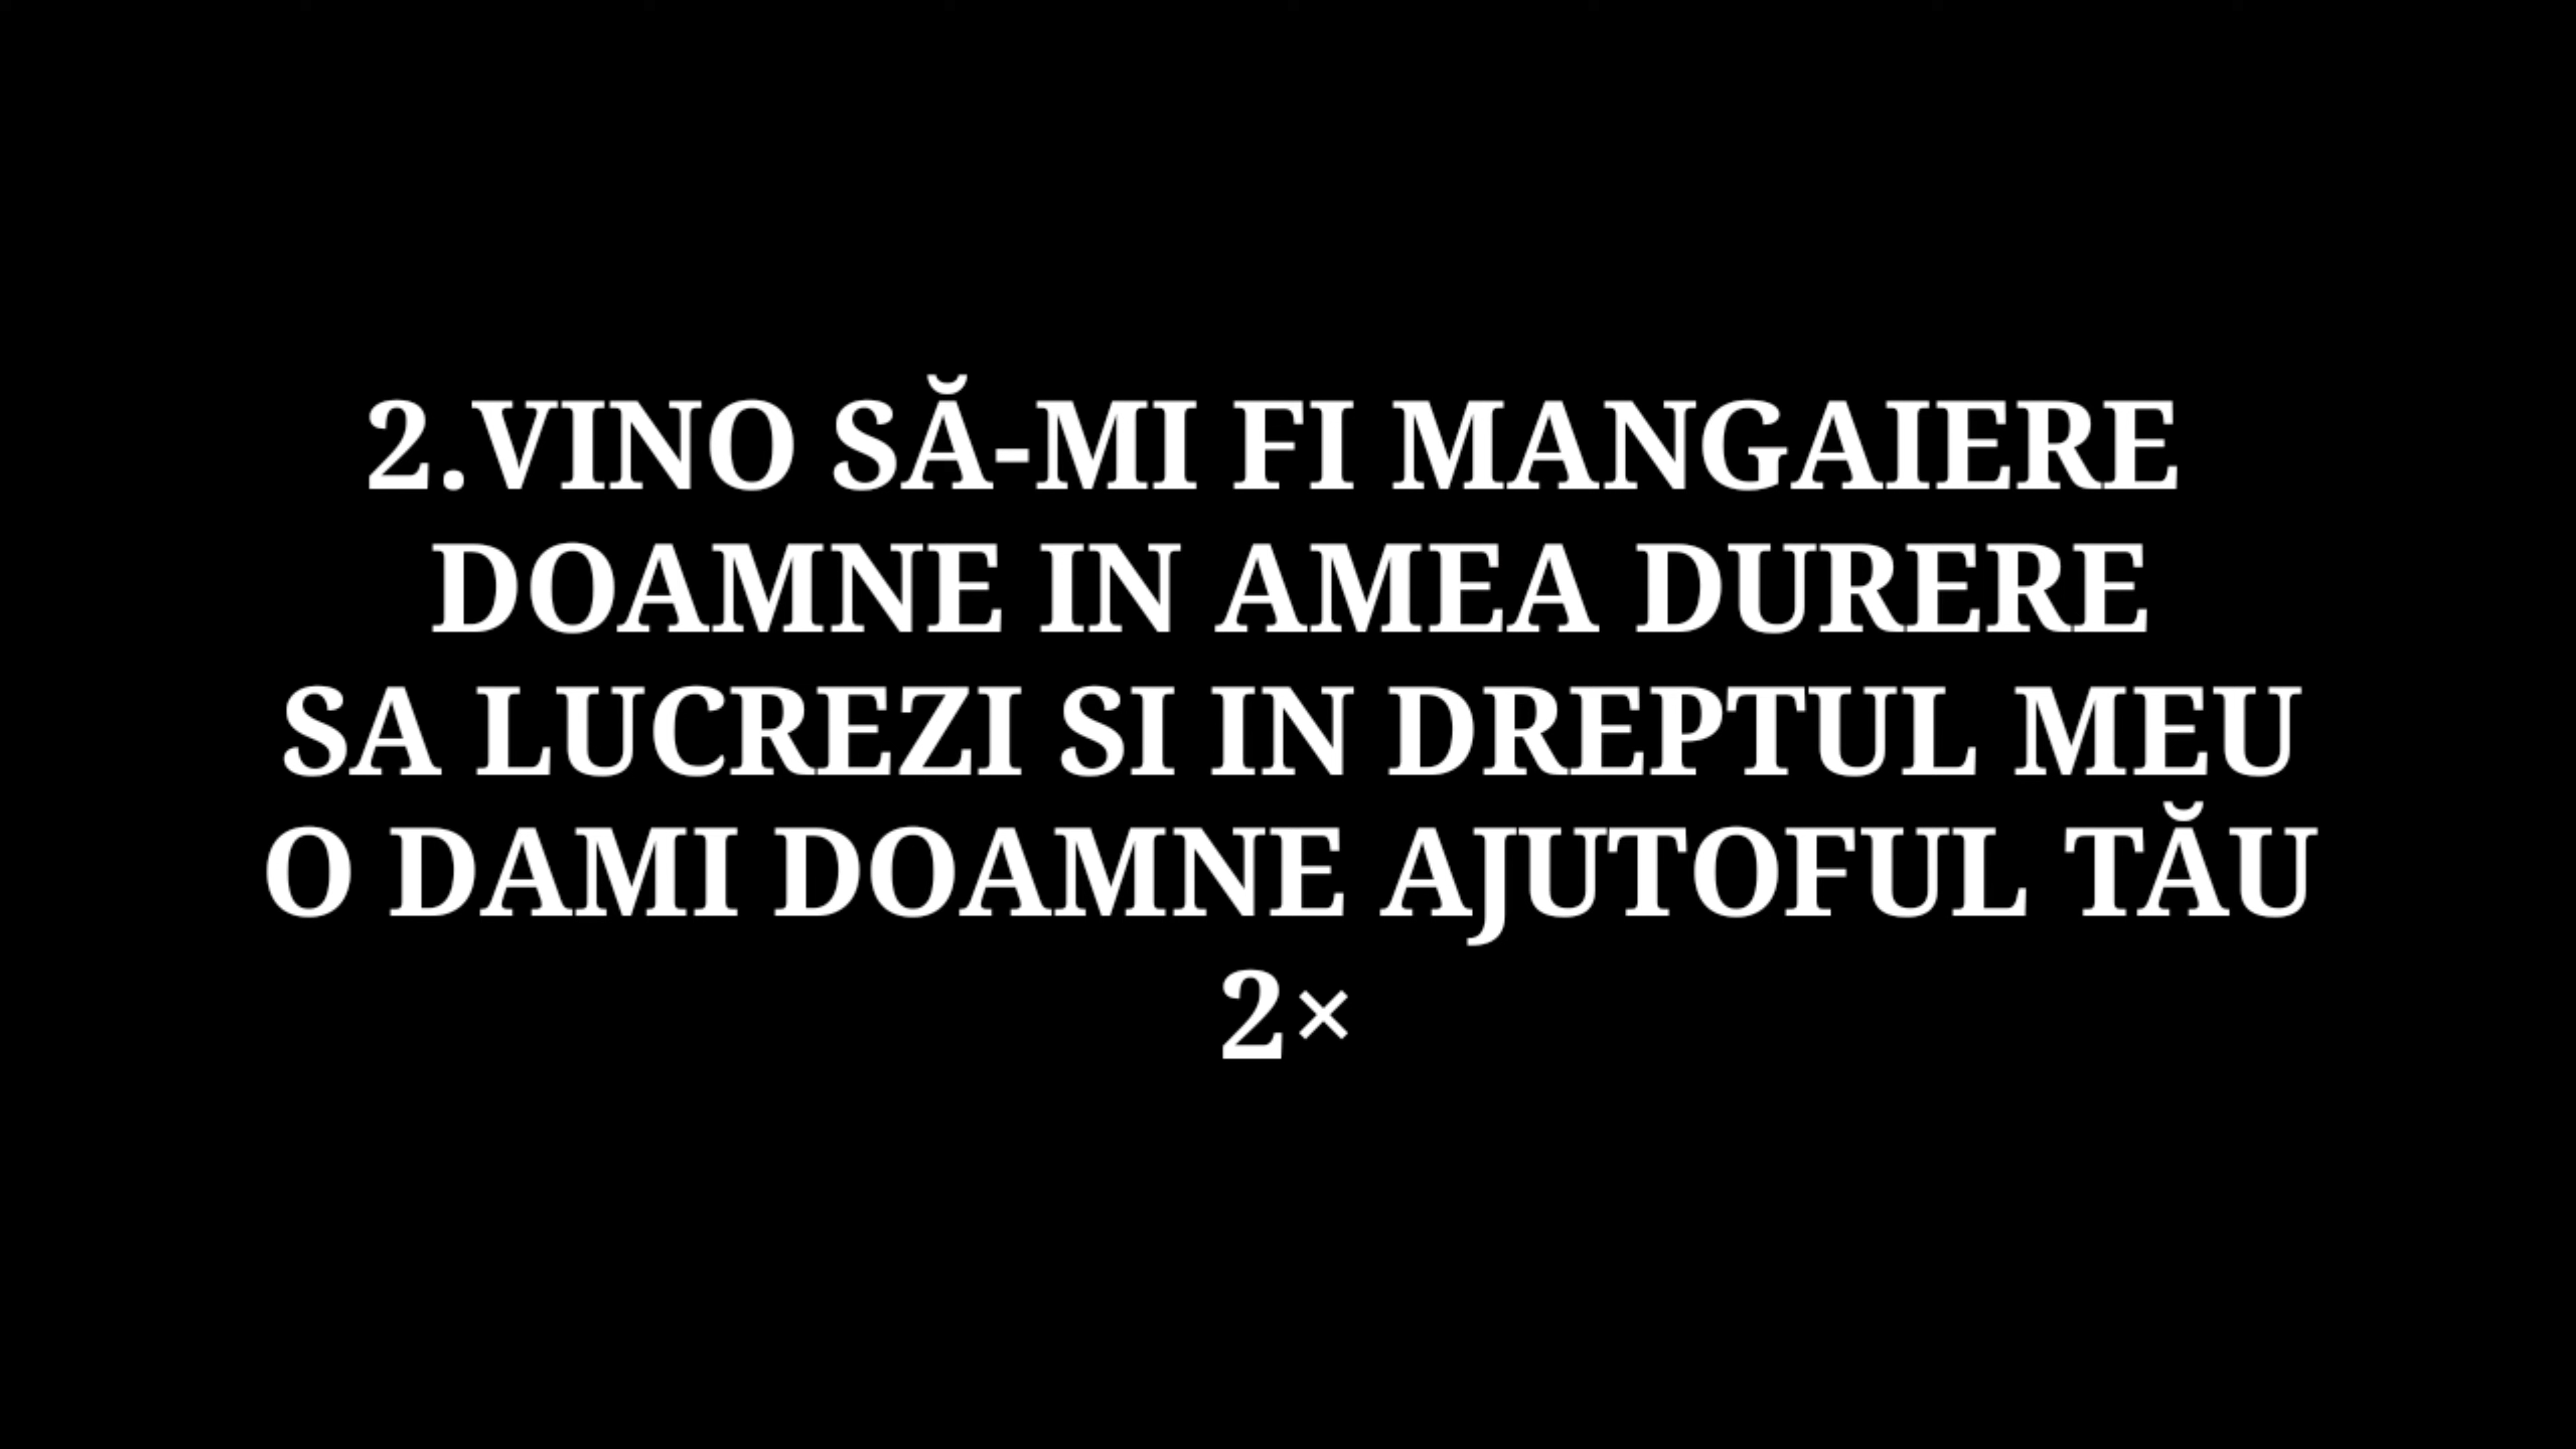 2.VINO SĂ-MI FI MANGAIERE
DOAMNE IN AMEA DURERE
SA LUCREZI SI IN DREPTUL MEU
O DAMI DOAMNE AJUTOFUL TĂU
2×